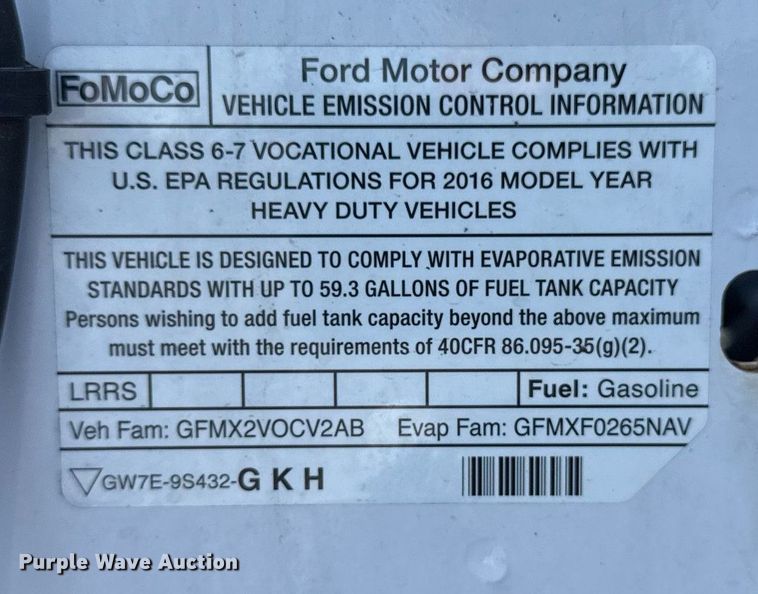 FoMoCo
Ford Motor Company
VEHICLE EMISSION CONTROL INFORMATION
THIS CLASS 6-7 VOCATIONAL VEHICLE COMPLIES WITH
U.S. EPA REGULATIONS FOR 2016 MODEL YEAR
HEAVY DUTY VEHICLES
THIS VEHICLE IS DESIGNED TO COMPLY WITH EVAPORATIVE EMISSION
STANDARDS WITH UP TO 59.3 GALLONS OF FUEL TANK CAPACITY
Persons wishing to add fuel tank capacity beyond the above maximum
must meet with the requirements of 40CFR 86.095-35(g)(2).
LRRS Fuel: Gasoline
Veh Fam: GFMX2VOCV2AB Evap Fam: GFMXF0265NAV
GW7E-9S432-G K H
Purple Wave Auction